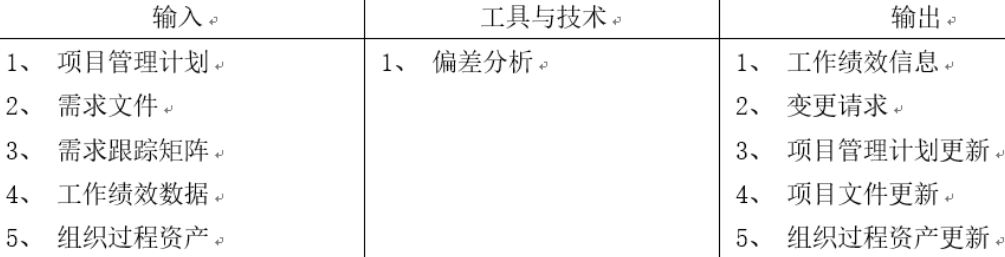 输入 工具与技术 输出
1、 项目管理计划 1、 偏差分析 1、 工作绩效信息
2、 需求文件 2、 变更请求
3、 需求跟踪矩阵 3、 项目管理计划更新
4、 工作绩效数据 4、 项目文件更新
5、 组织过程资产 5、 组织过程资产更新